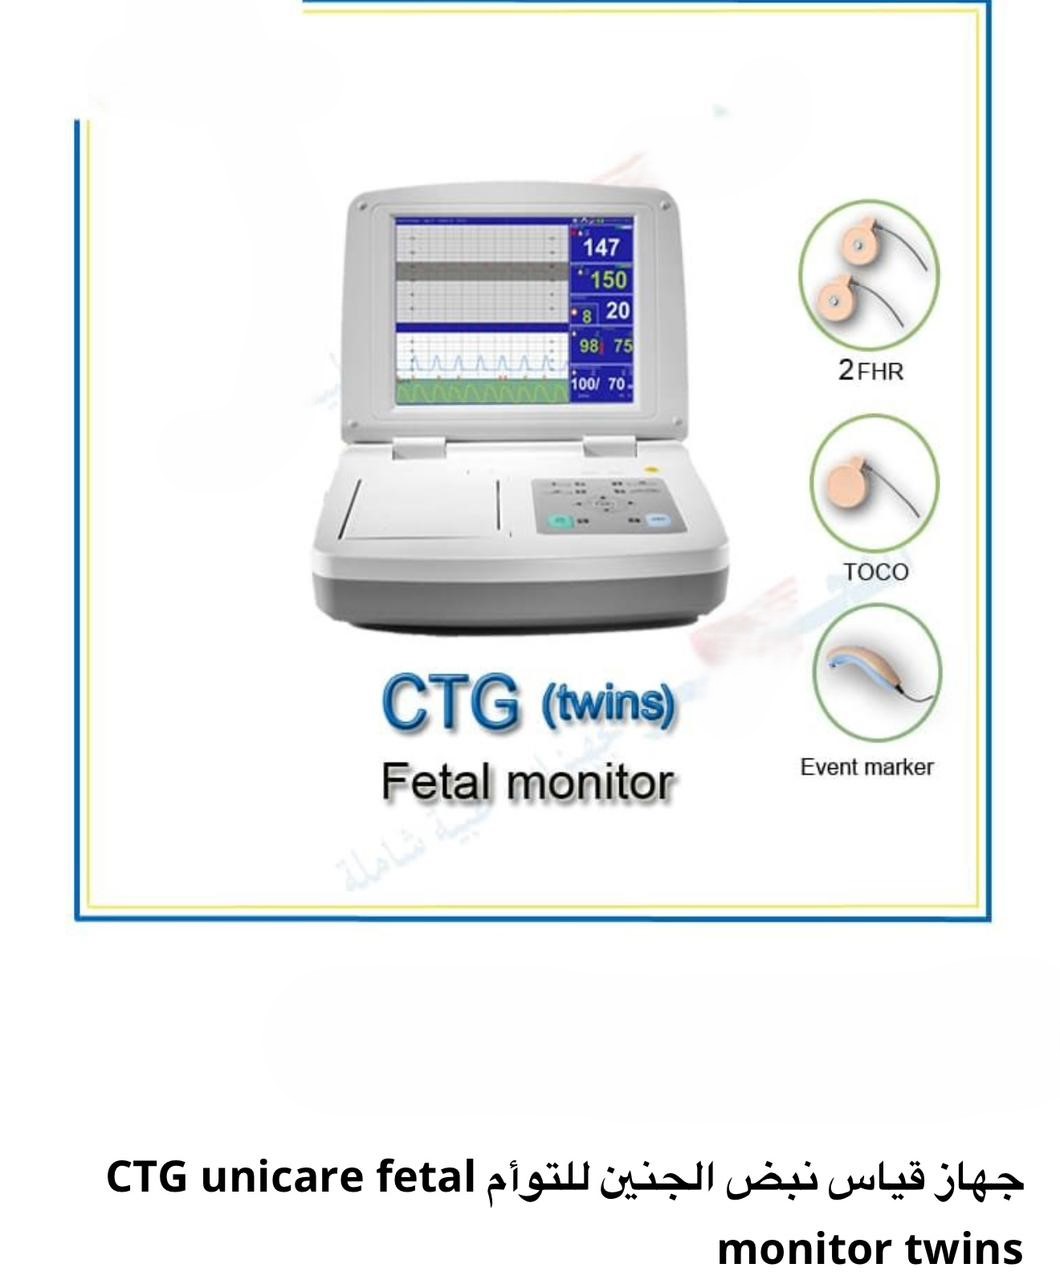 147
150
8 20
98 75
100/ 70
2FHR
TOCO
Event marker
CTG (twins)
Fetal monitor
شاملة
جهاز قياس نبض الجنين للتوأم CTG unicare fetal
monitor twins